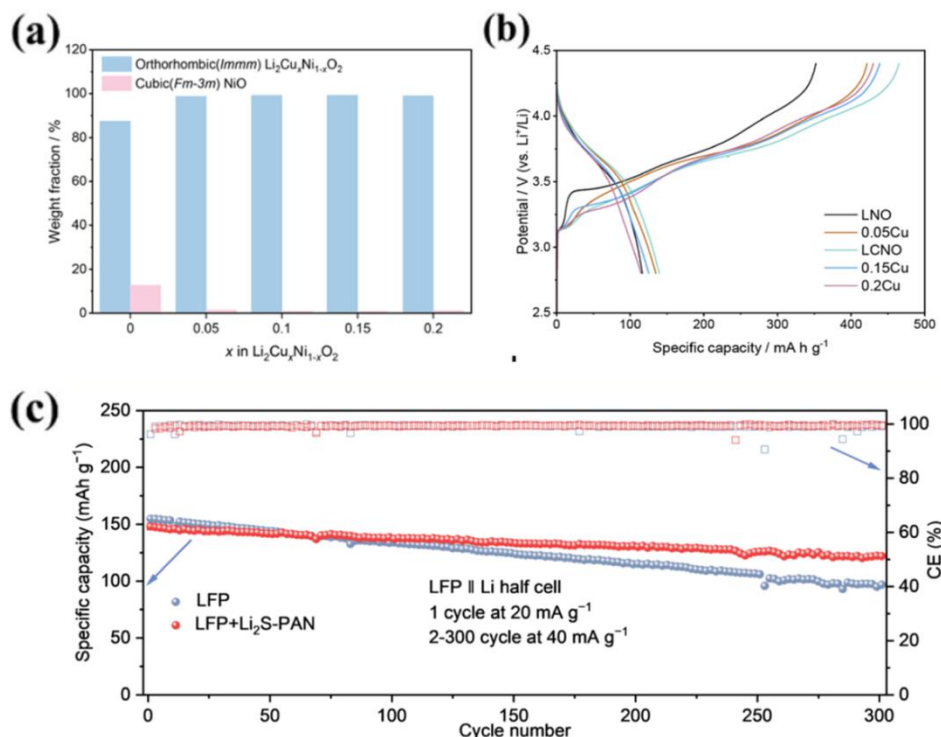 (a)
120
100
80
60
40
20
0
Weight fraction / %
Orthorhombic(Immm) Li₂CuₓNi₁₋ₓO₂
Cubic(Fm-3m) NiO
0 0.05 0.1 0.15 0.2
x in Li₂CuₓNi₁₋ₓO₂
(b)
4.5
4.0
3.5
3.0
2.5
Potential / V (vs. Li⁺/Li)
LNO
0.05Cu
LCNO
0.15Cu
0.2Cu
0 100 200 300 400 500
Specific capacity / mA h g⁻¹
(c)
250
200
150
100
50
0
Specific capacity (mAh g⁻¹)
LFP
LFP+Li₂S-PAN
LFP ‖ Li half cell
1 cycle at 20 mA g⁻¹
2-300 cycle at 40 mA g⁻¹
100
80
60
40
20
0
CE (%)
0 50 100 150 200 250 300
Cycle number